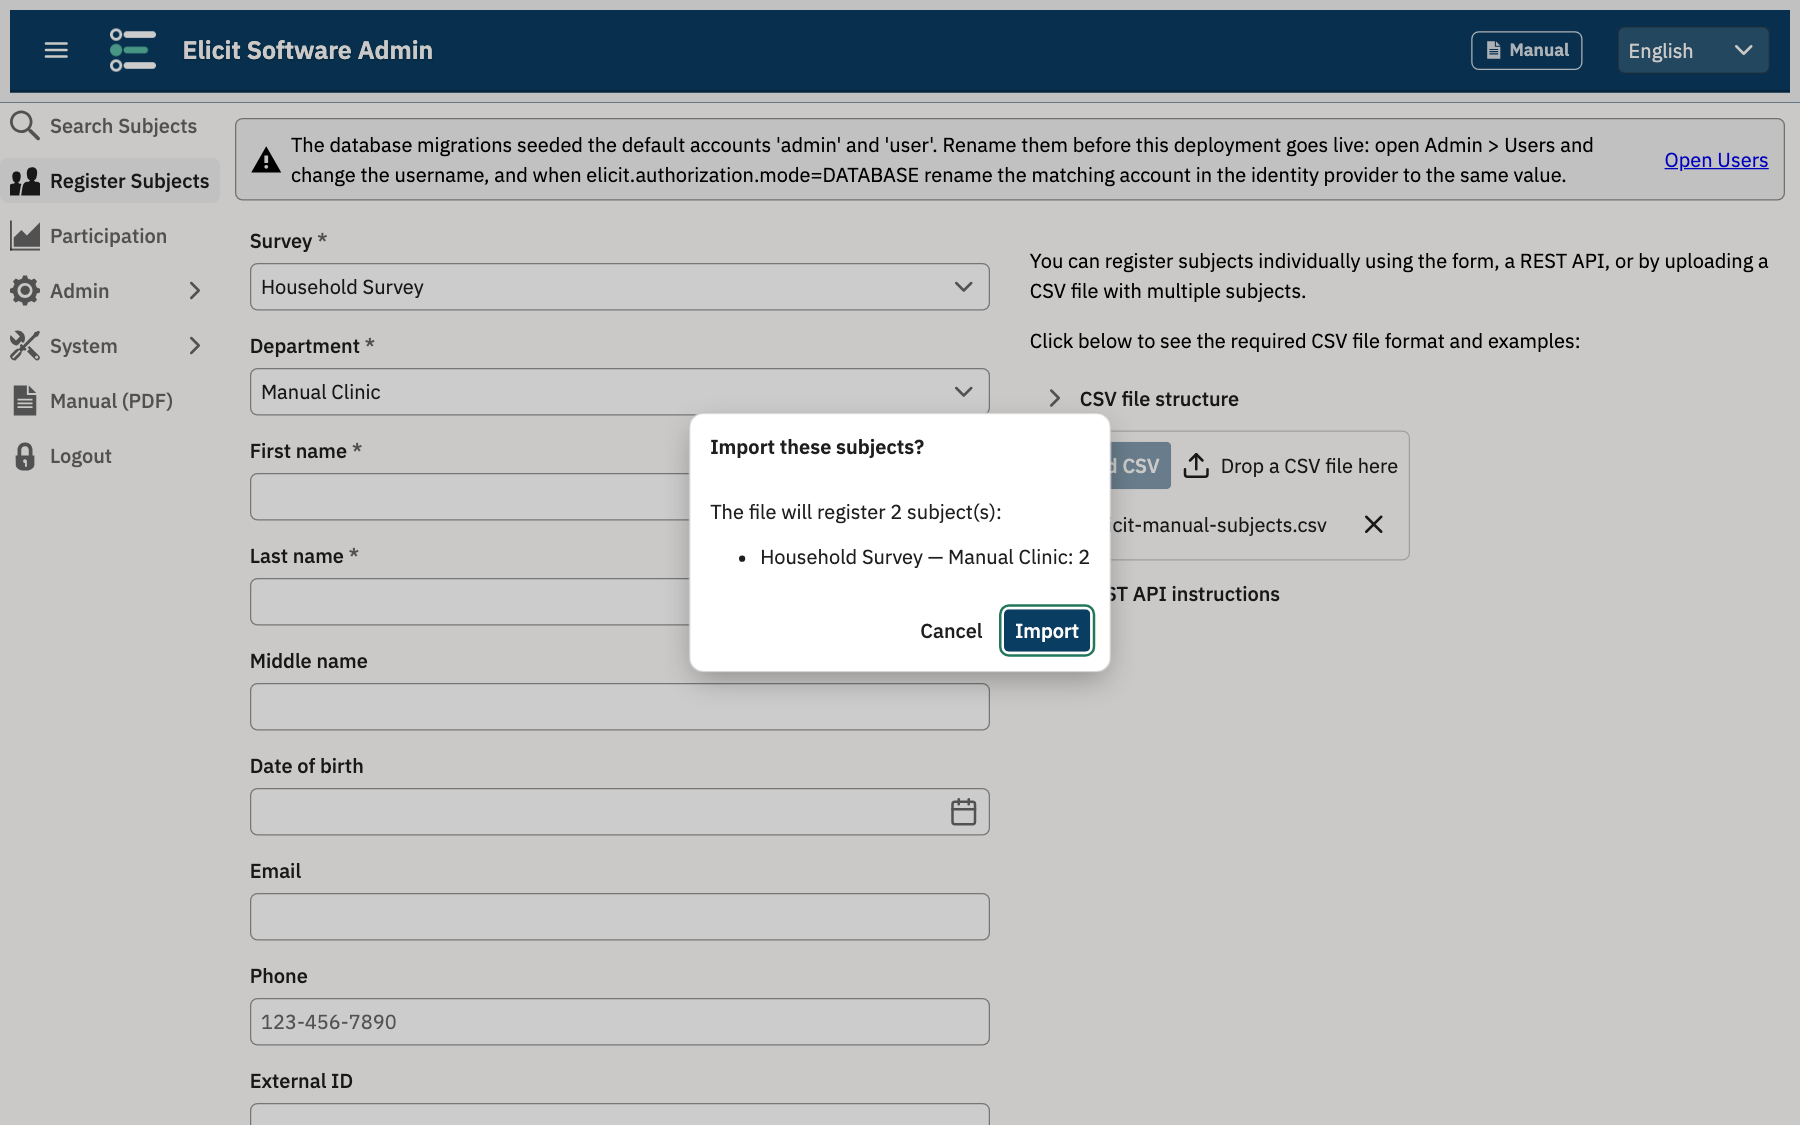 Elicit Software Admin
Manual
English
Search Subjects
Register Subjects
Participation
Admin
System
Manual (PDF)
Logout
The database migrations seeded the default accounts 'admin' and 'user'. Rename them before this deployment goes live: open Admin > Users and
change the username, and when elicit.authorization.mode=DATABASE rename the matching account in the identity provider to the same value.
Open Users
Survey *
Household Survey
Department *
Manual Clinic
First name *
Last name *
Middle name
Date of birth
Email
Phone
123-456-7890
External ID
You can register subjects individually using the form, a REST API, or by uploading a
CSV file with multiple subjects.
Click below to see the required CSV file format and examples:
CSV file structure
CSV
Drop a CSV file here
cit-manual-subjects.csv
API instructions
Import these subjects?
The file will register 2 subject(s):
• Household Survey — Manual Clinic: 2
Cancel
Import